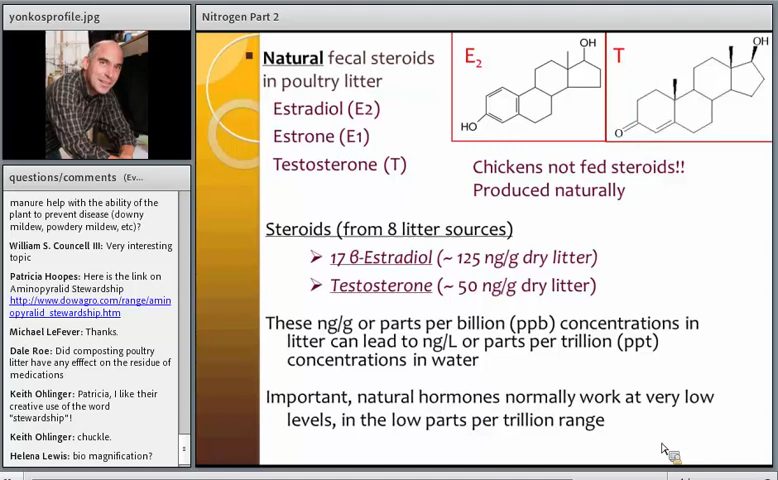 yonkosprofile.jpg
Nitrogen Part 2
questions/comments (Ev...
manure help with the ability of the
plant to prevent disease (downy
mildew, powdery mildew, etc)?
William S. Councell III: Very interesting
topic
Patricia Hoopes: Here is the link on
Aminopyralid Stewardship
http://www.dowagro.com/range/amin
opyralid_stewardship.htm
Michael LeFever: Thanks.
Dale Roe: Did composting poultry
litter have any efffect on the residue of
medications
Keith Ohlinger: Patricia, I like their
creative use of the word
"stewardship"!
Keith Ohlinger: chuckle.
Helena Lewis: bio magnification?
Natural fecal steroids
in poultry litter
Estradiol (E2)
Estrone (E1)
Testosterone (T)
E2
OH
HO
T
OH
O
Chickens not fed steroids!!
Produced naturally
Steroids (from 8 litter sources)
17 β-Estradiol (~ 125 ng/g dry litter)
Testosterone (~ 50 ng/g dry litter)
These ng/g or parts per billion (ppb) concentrations in
litter can lead to ng/L or parts per trillion (ppt)
concentrations in water
Important, natural hormones normally work at very low
levels, in the low parts per trillion range